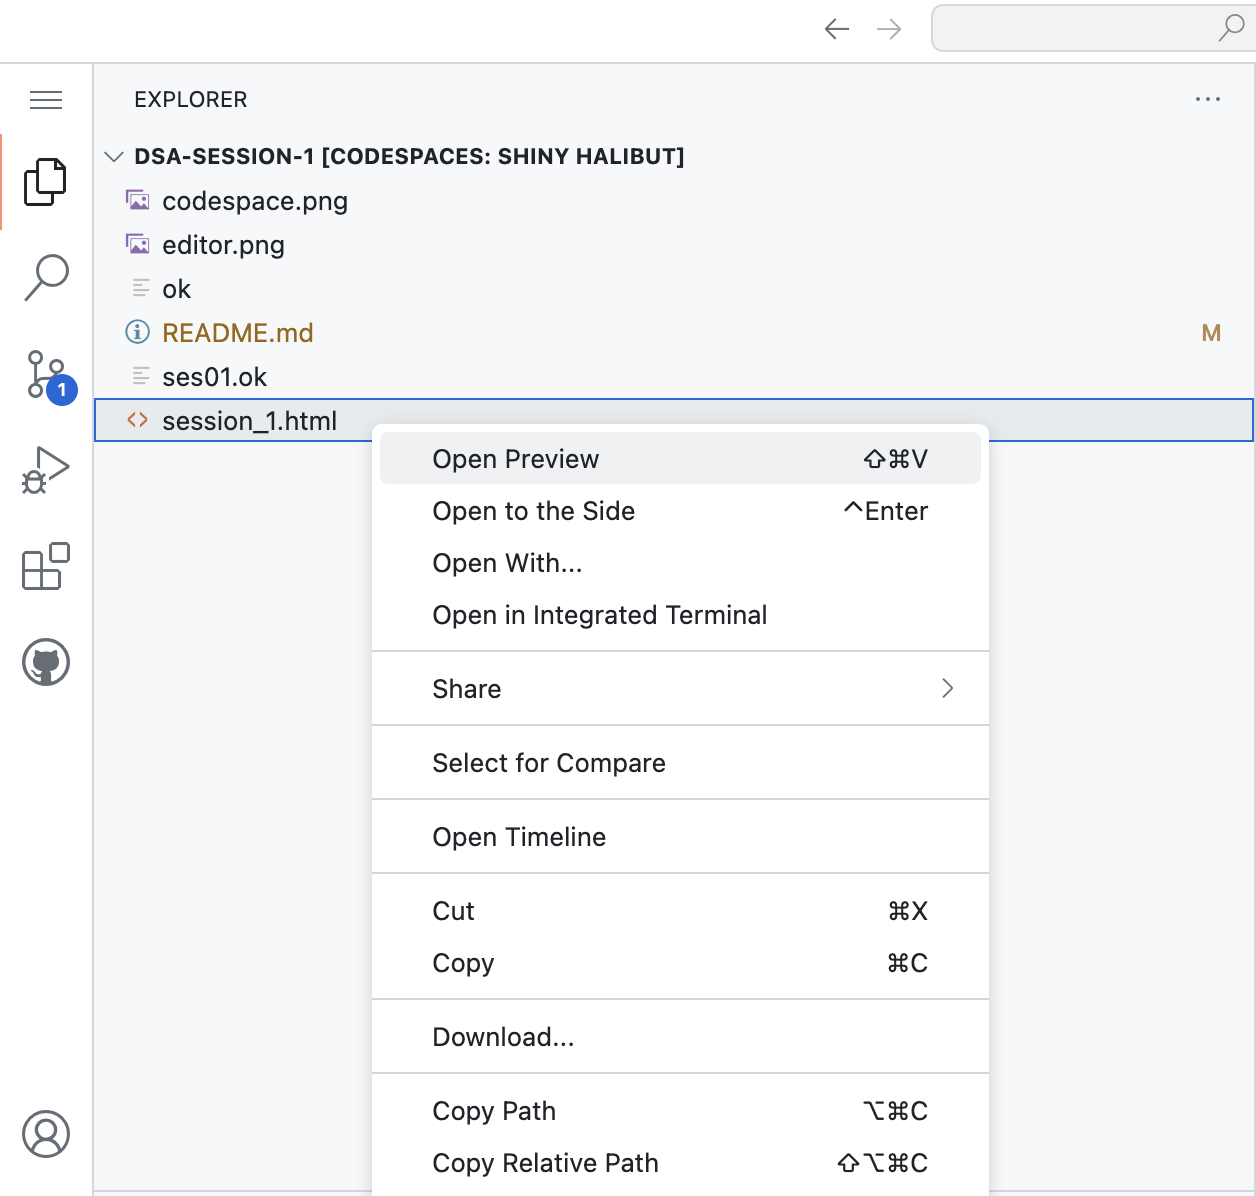 EXPLORER
DSA-SESSION-1 [CODESPACES: SHINY HALIBUT]
codespace.png
editor.png
ok
README.md M
ses01.ok
1
session_1.html
Open Preview ⇧⌘V
Open to the Side ^Enter
Open With...
Open in Integrated Terminal
Share
Select for Compare
Open Timeline
Cut ⌘X
Copy ⌘C
Download...
Copy Path ⌥⌘C
Copy Relative Path ⇧⌥⌘C